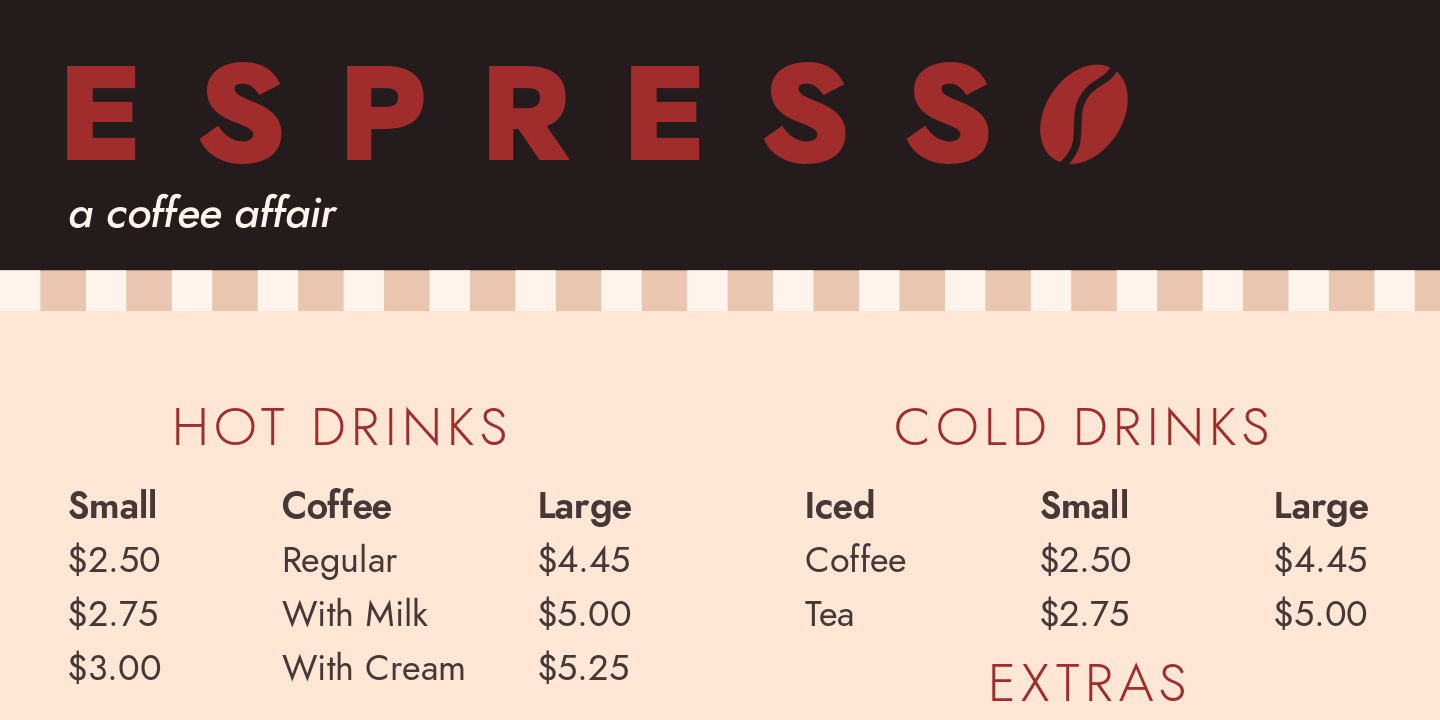 ESPRESSO
a coffee affair
HOT DRINKS
Small Coffee Large
$2.50 Regular $4.45
$2.75 With Milk $5.00
$3.00 With Cream $5.25
COLD DRINKS
Iced Small Large
Coffee $2.50 $4.45
Tea $2.75 $5.00
EXTRAS